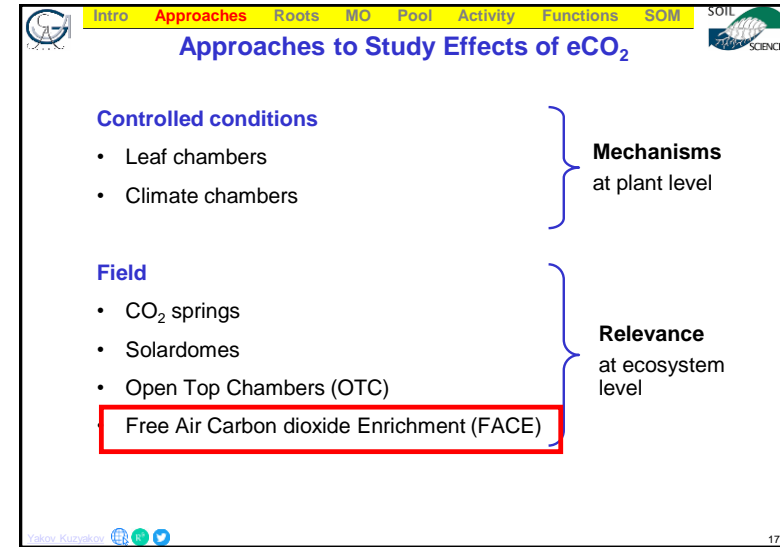 Intro Approaches Roots MO Pool Activity Functions SOM
SOIL
SCIENCE
Approaches to Study Effects of eCO₂
Controlled conditions
• Leaf chambers
• Climate chambers
Mechanisms
at plant level
Field
• CO₂ springs
• Solardomes
• Open Top Chambers (OTC)
• Free Air Carbon dioxide Enrichment (FACE)
Relevance
at ecosystem
level
Yakov Kuzyakov
17